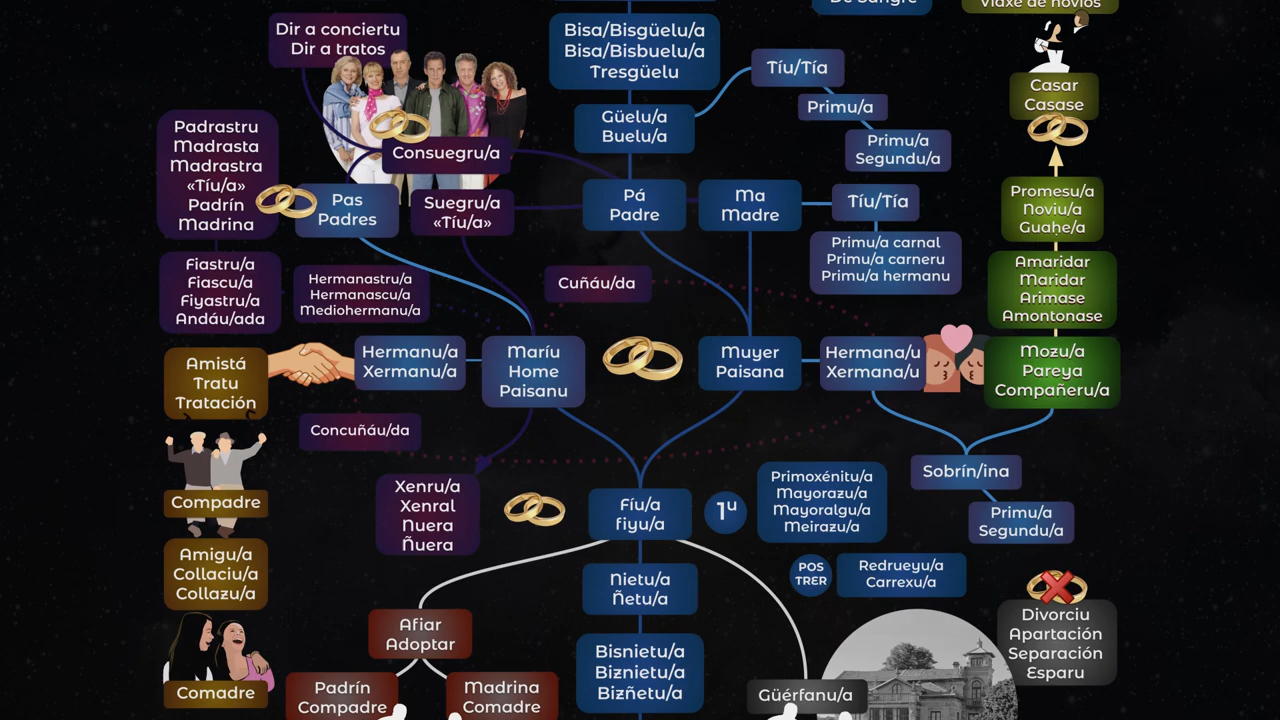 De Sangre
Viaxe de novios
Dir a conciertu
Dir a tratos
Bisa/Bisgüelu/a
Bisa/Bisbuelu/a
Tresgüelu
Tíu/Tía
Primu/a
Primu/a
Segundu/a
Casar
Casase
Güelu/a
Buelu/a
Padrastru
Madrasta
Madrastra
«Tíu/a»
Padrín
Madrina
Consuegru/a
Pas
Padres
Suegru/a
«Tíu/a»
Pá
Padre
Ma
Madre
Tíu/Tía
Primu/a carnal
Primu/a carneru
Primu/a hermanu
Promesu/a
Noviu/a
Guaḥe/a
Fiastru/a
Fiascu/a
Fiyastru/a
Andáu/ada
Hermanastru/a
Hermanascu/a
Mediohermanu/a
Cuñáu/da
Amaridar
Maridar
Arimase
Amontonase
Amistá
Tratu
Tratación
Hermanu/a
Xermanu/a
Maríu
Home
Paisanu
Muyer
Paisana
Hermana/u
Xermana/u
Mozu/a
Pareya
Compañeru/a
Concuñáu/da
Compadre
Xenru/a
Xenral
Nuera
Ñuera
Fíu/a
fiyu/a
1ᵘ
Primoxénitu/a
Mayorazu/a
Mayoralgu/a
Meirazu/a
Sobrín/ina
Primu/a
Segundu/a
Amigu/a
Collaciu/a
Collazu/a
Nietu/a
Ñetu/a
POS
TRER
Redrueyu/a
Carrexu/a
Divorciu
Apartación
Separación
Esparu
Afiar
Adoptar
Bisnietu/a
Biznietu/a
Bizñetu/a
Comadre
Padrín
Compadre
Madrina
Comadre
Güérfanu/a